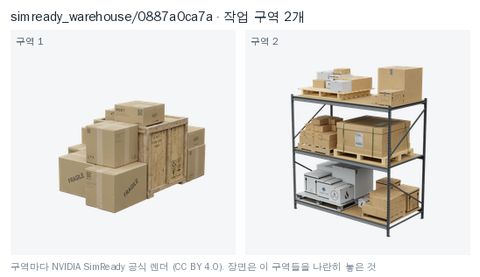 simready_warehouse/0887a0ca7a · 작업 구역 2개
구역 1
구역 2
FRAGILE
FRAGILE
구역마다 NVIDIA SimReady 공식 렌더 (CC BY 4.0). 장면은 이 구역들을 나란히 놓은 것